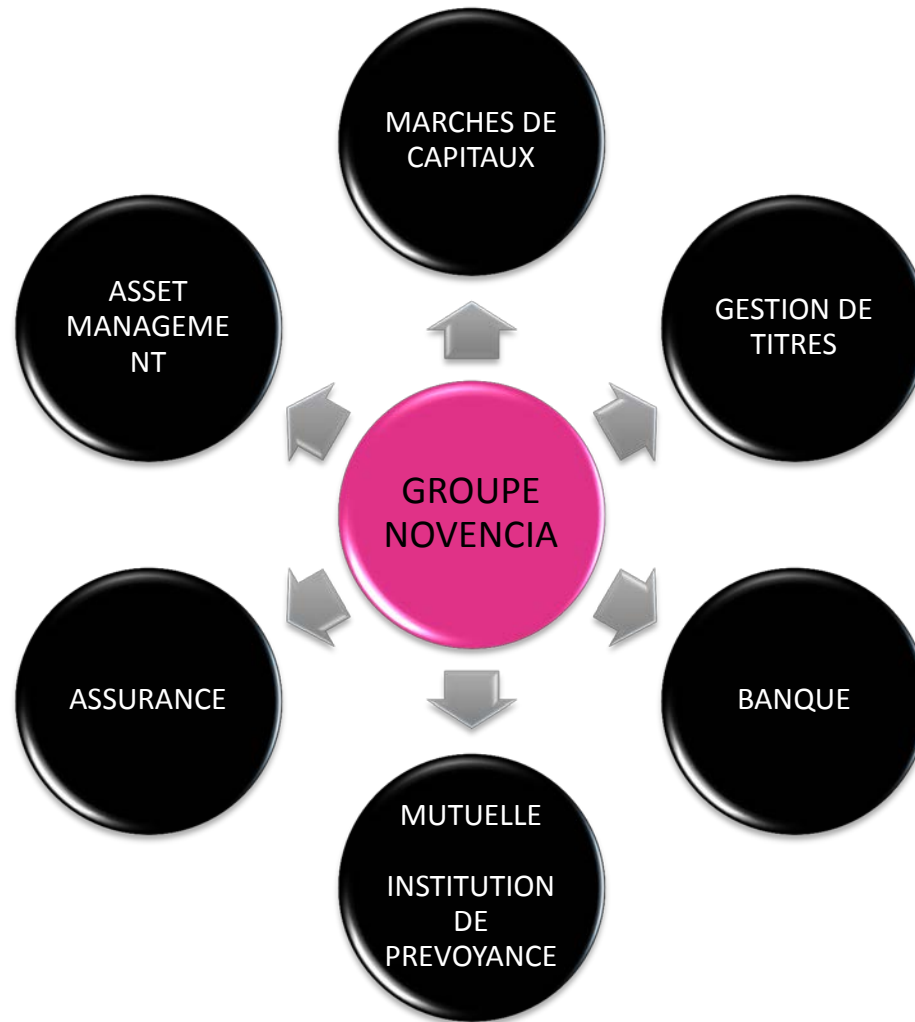 MARCHES DE
CAPITAUX
ASSET
MANAGEME
NT
GESTION DE
TITRES
GROUPE
NOVENCIA
ASSURANCE
BANQUE
MUTUELLE
INSTITUTION
DE
PREVOYANCE